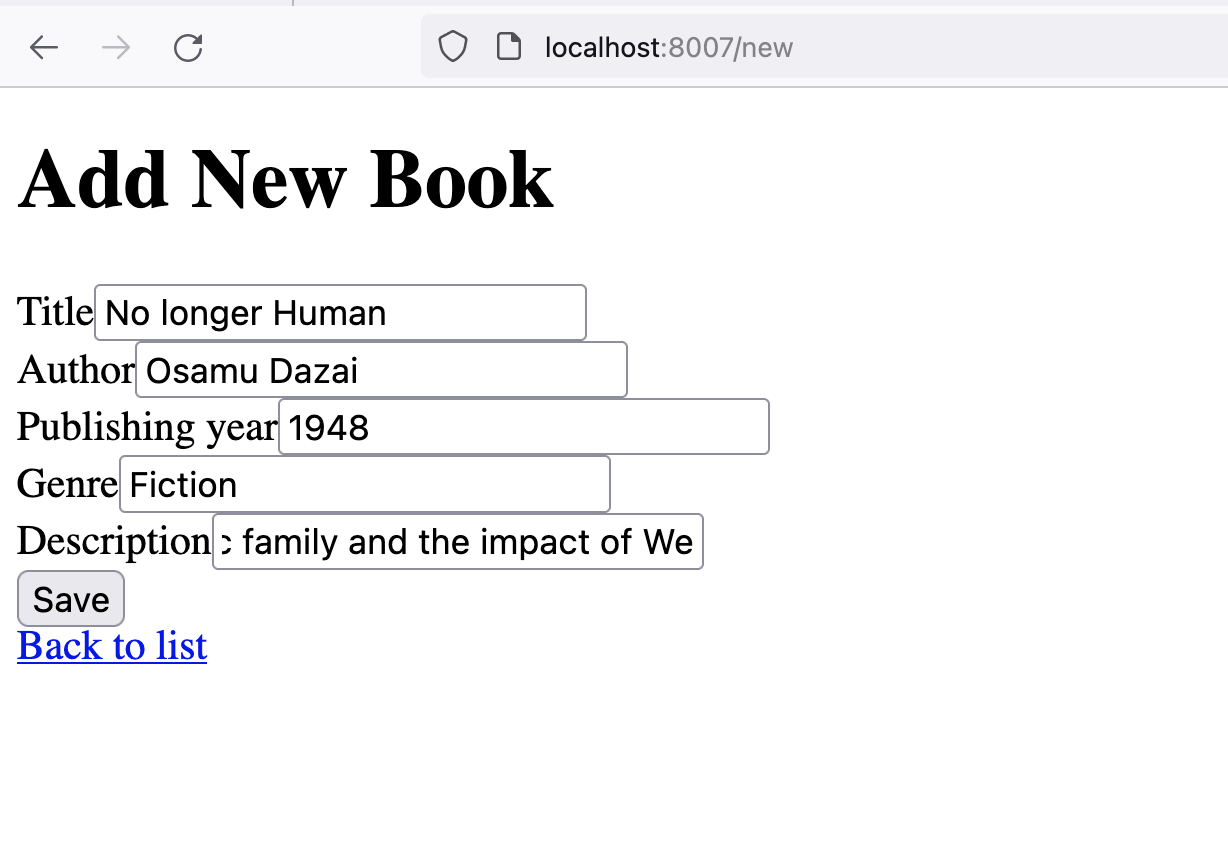 localhost:8007/new
Add New Book
Title No longer Human
Author Osamu Dazai
Publishing year 1948
Genre Fiction
Description c family and the impact of We
Save
Back to list